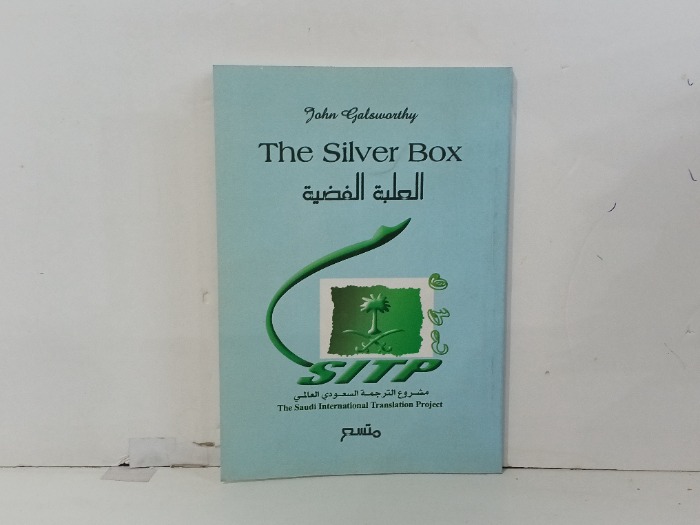 John Galsworthy
The Silver Box
العلبة الفضية
SITP
مشروع الترجمة السعودي العالمي
The Saudi International Translation Project
متسع